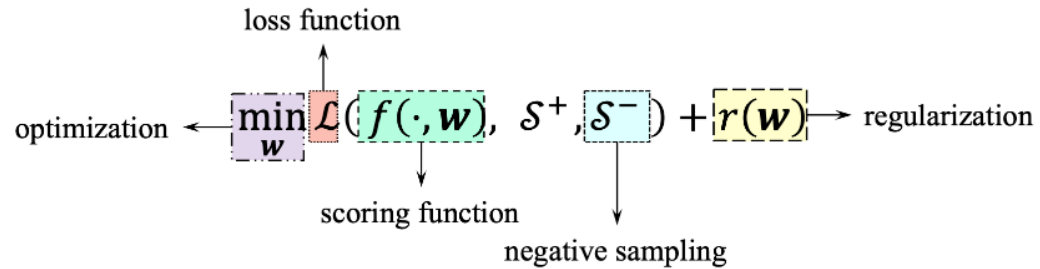 loss function
optimization
min ℒ(f(·, w), 𝒮⁺, 𝒮⁻) + r(w)
w
regularization
scoring function
negative sampling